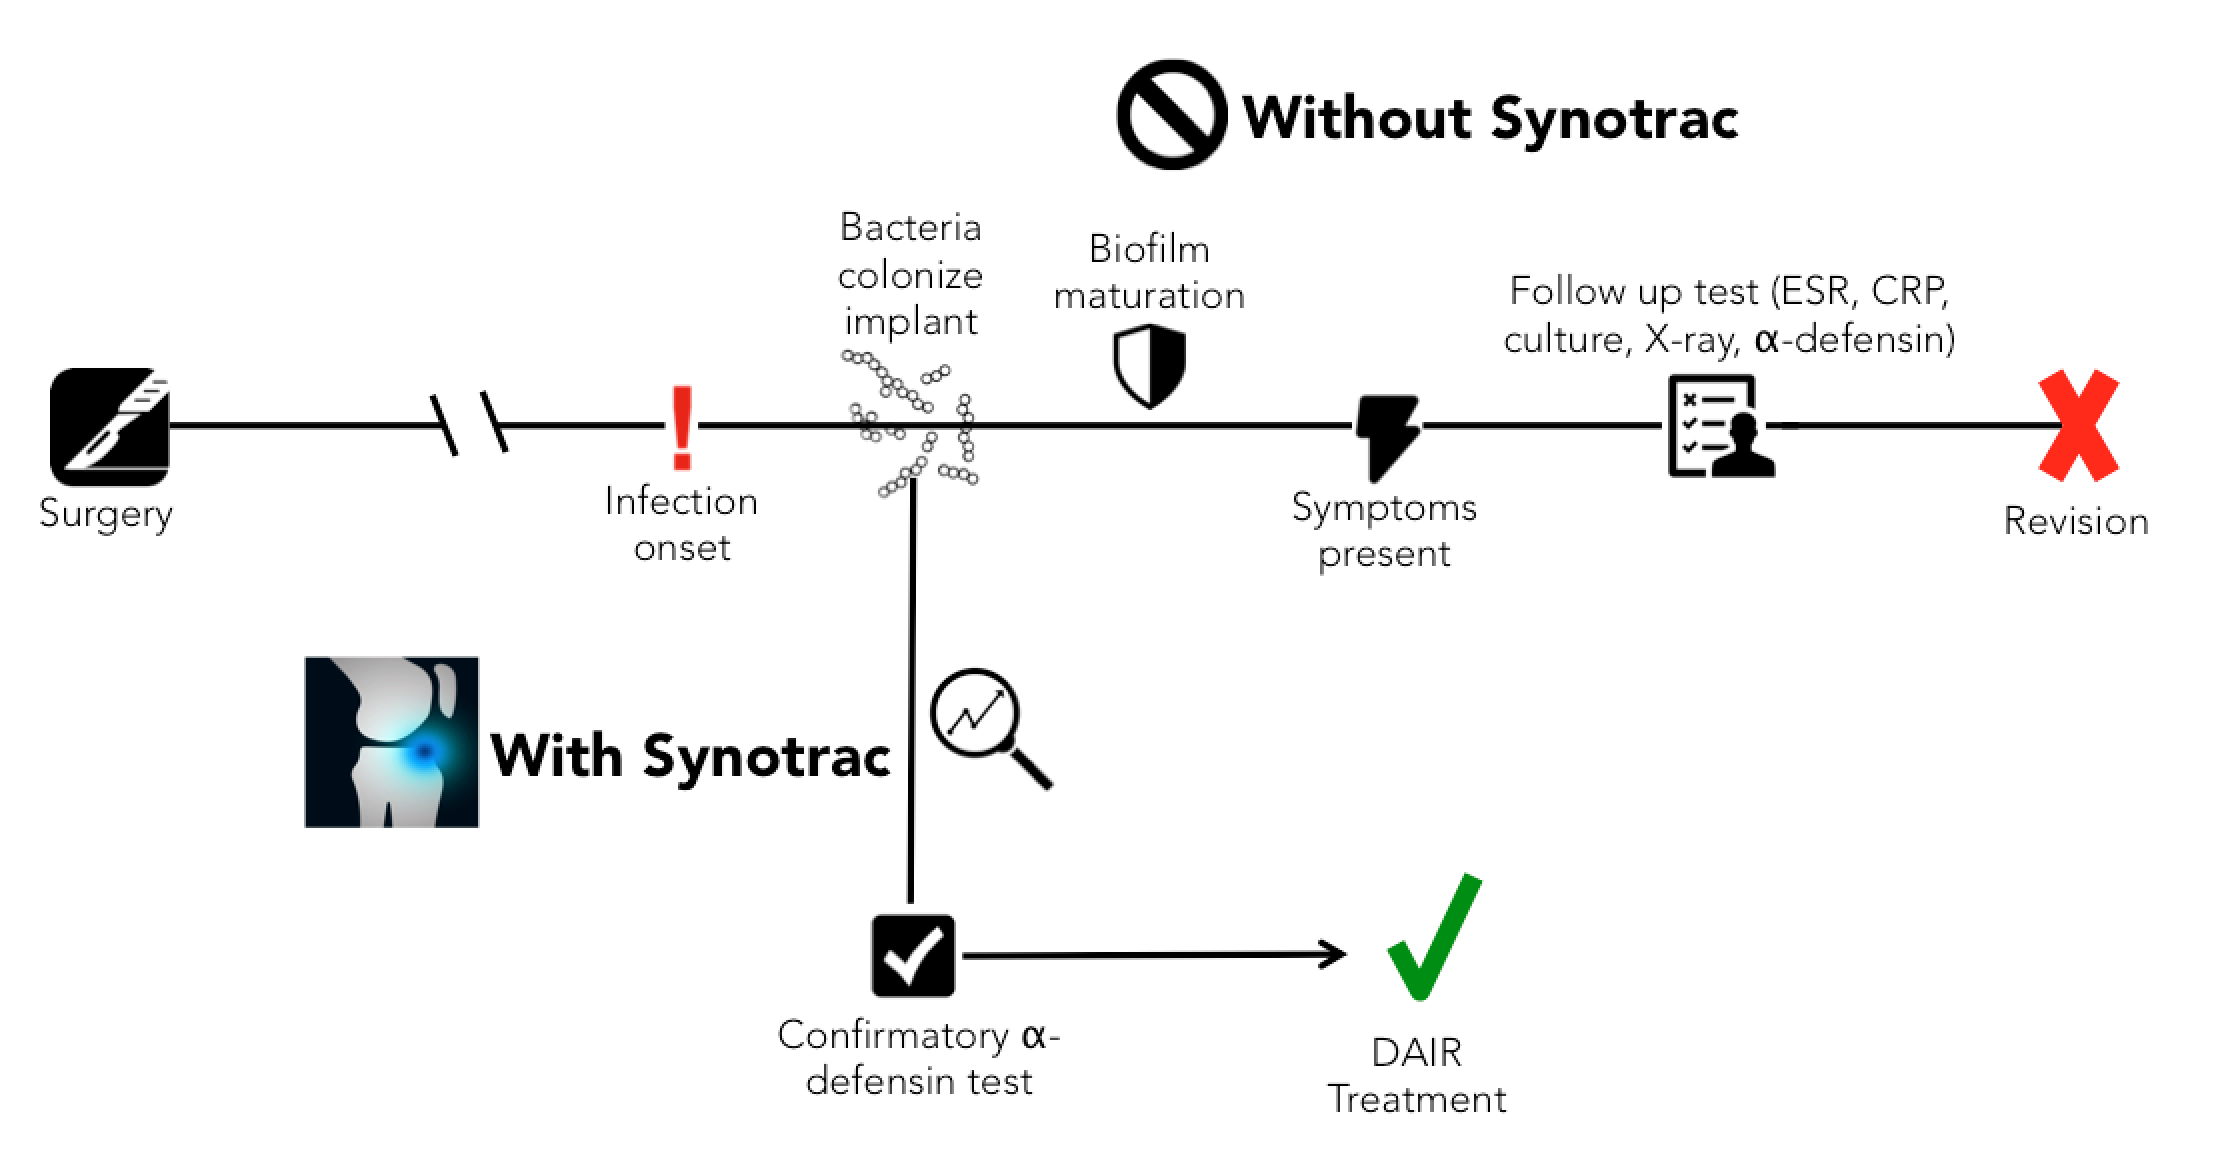 Without Synotrac
Bacteria
colonize
implant
Biofilm
maturation
Follow up test (ESR, CRP,
culture, X-ray, α-defensin)
Surgery
Infection
onset
Symptoms
present
Revision
With Synotrac
Confirmatory α-
defensin test
DAIR
Treatment